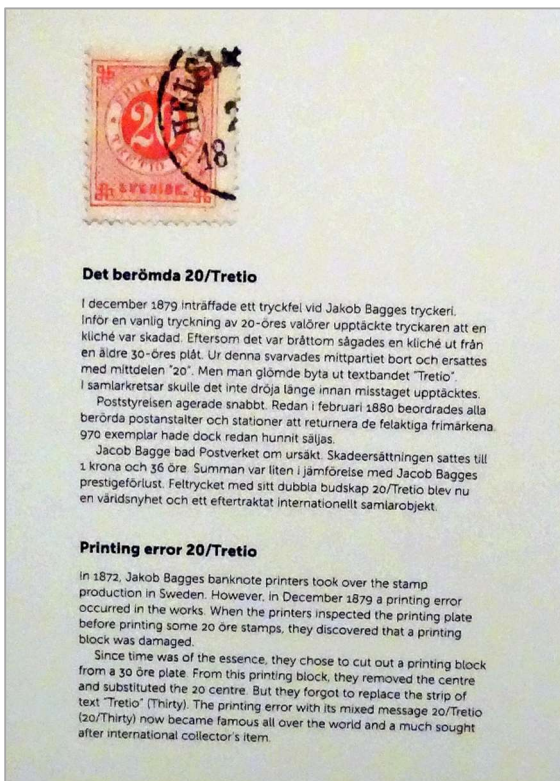 FRIM
20
TRETIO ÖRE
SVERIGE.
HELSI
2
18
Det berömda 20/Tretio
I december 1879 inträffade ett tryckfel vid Jakob Bagges tryckeri.
Inför en vanlig tryckning av 20-öres valörer upptäckte tryckaren att en
kliché var skadad. Eftersom det var bråttom sågades en kliché ut från
en äldre 30-öres plåt. Ur denna svarvades mittpartiet bort och ersattes
med mittdelen "20". Men man glömde byta ut textbandet "Tretio".
I samlarkretsar skulle det inte dröja länge innan misstaget upptäcktes.
Poststyreisen agerade snabbt. Redan i februari 1880 beordrades alla
berörda postanstalter och stationer att returnera de felaktiga frimärkena.
970 exemplar hade dock redan hunnit säljas.
Jacob Bagge bad Postverket om ursäkt. Skadeersättningen sattes till
1 krona och 36 öre. Summan var liten i jämförelse med Jacob Bagges
prestigeförlust. Feltrycket med sitt dubbla budskap 20/Tretio blev nu
en världsnyhet och ett eftertraktat internationellt samlarobjekt.
Printing error 20/Tretio
In 1872, Jakob Bagges banknote printers took over the stamp
production in Sweden. However, in December 1879 a printing error
occurred in the works. When the printers inspected the printing plate
before printing some 20 öre stamps, they discovered that a printing
block was damaged.
Since time was of the essence, they chose to cut out a printing block
from a 30 öre plate. From this printing block, they removed the centre
and substituted the 20 centre. But they forgot to replace the strip of
text "Tretio" (Thirty). The printing error with its mixed message 20/Tretio
(20/Thirty) now became famous all over the world and a much sought
after international collector's item.